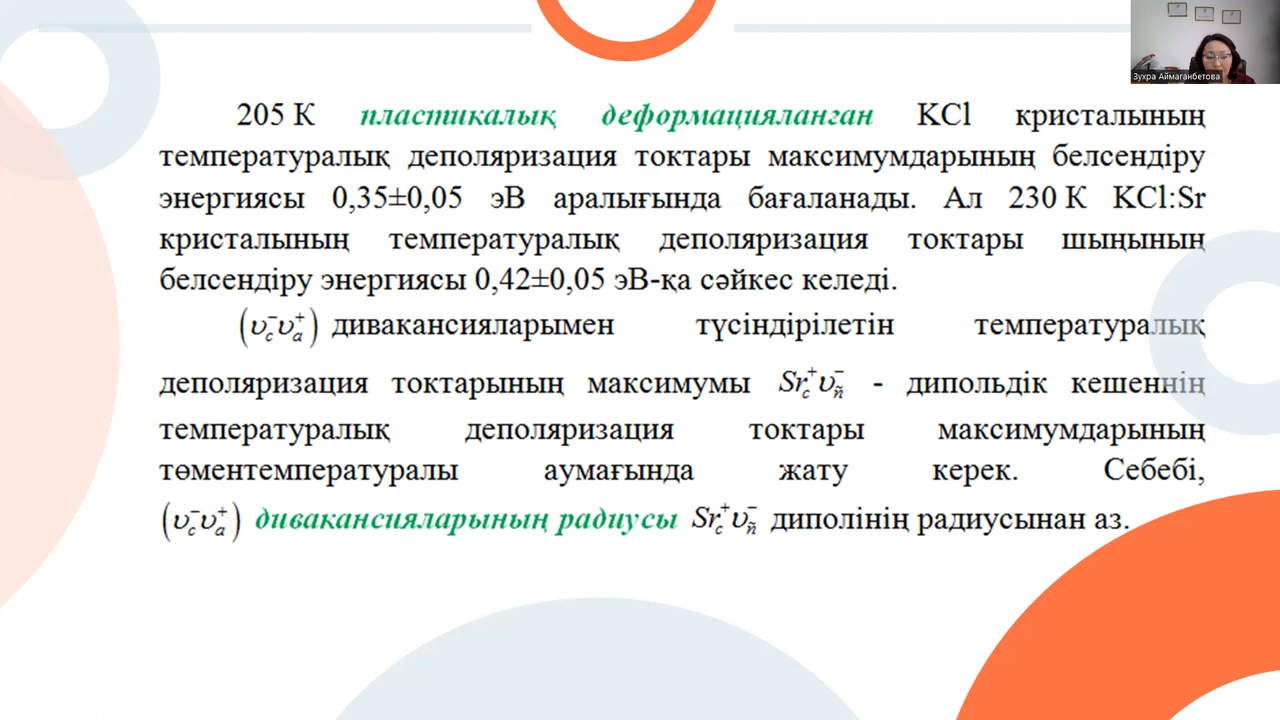 Зухра Аймаганбетова
205 К пластикалық деформацияланған KCl кристалының
температуралық деполяризация токтары максимумдарының белсендіру
энергиясы 0,35±0,05 эВ аралығында бағаланады. Ал 230 К KCl:Sr
кристалының температуралық деполяризация токтары шыңының
белсендіру энергиясы 0,42±0,05 эВ-қа сәйкес келеді.
(υc⁻υa⁺) дивакансияларымен түсіндірілетін температуралық
деполяризация токтарының максимумы Src⁺υñ⁻ - дипольдік кешеннің
температуралық деполяризация токтары максимумдарының
төментемпературалы аумағында жату керек. Себебі,
(υc⁻υa⁺) дивакансияларының радиусы Src⁺υñ⁻ диполінің радиусынан аз.